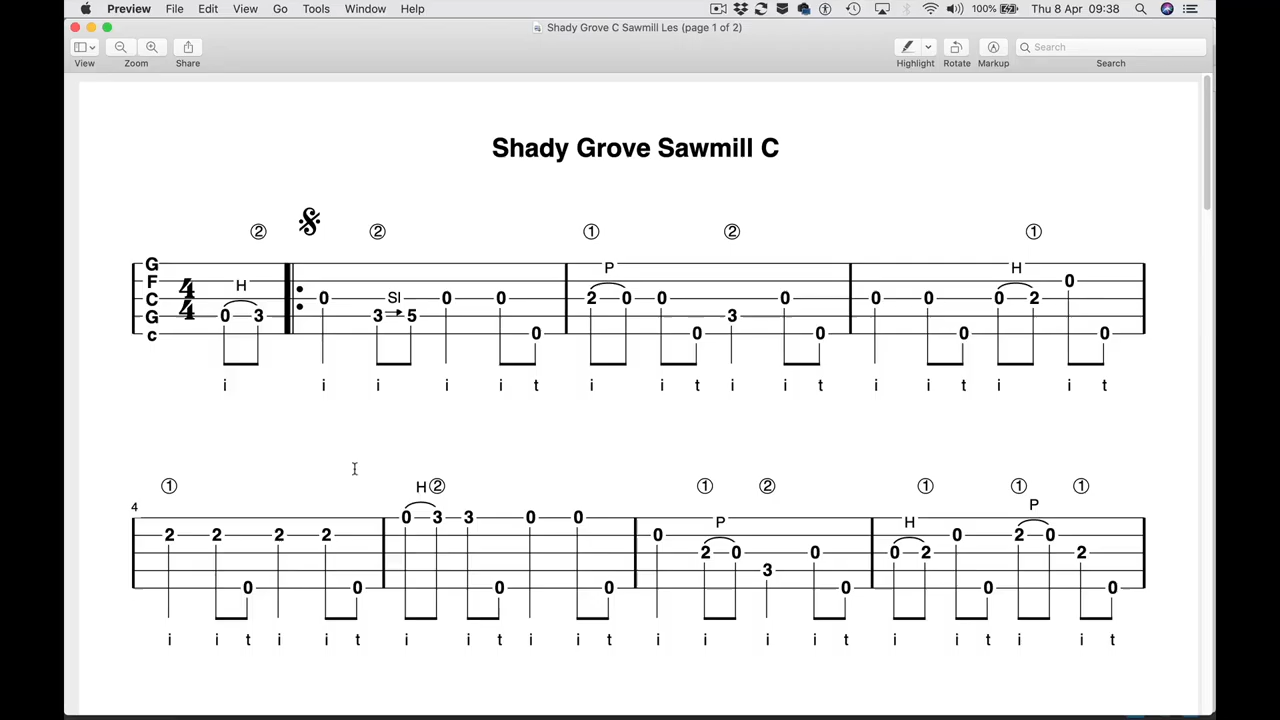 Preview File Edit View Go Tools Window Help 100% Thu 8 Apr 09:38
Shady Grove C Sawmill Les (page 1 of 2)
Search
View Zoom Share Highlight Rotate Markup Search
Shady Grove Sawmill C
② ② ① ② ①
H SI P H
G
F 0
C 0 0 0 2 0 0 0 0 0 0 2
G 0 3 3 5 3
c 0 0 0 0 0
4
4
i i i i i t i i t i i t i i t i i t
① H ② ① ② ① ① ①
P H P
4
0 3 3 0 0
2 2 2 2 0 0 2 0
2 0 0 0 2 2
3
0 0 0 0 0 0 0
i i t i i t i i t i i t i i i i t i i t i i t